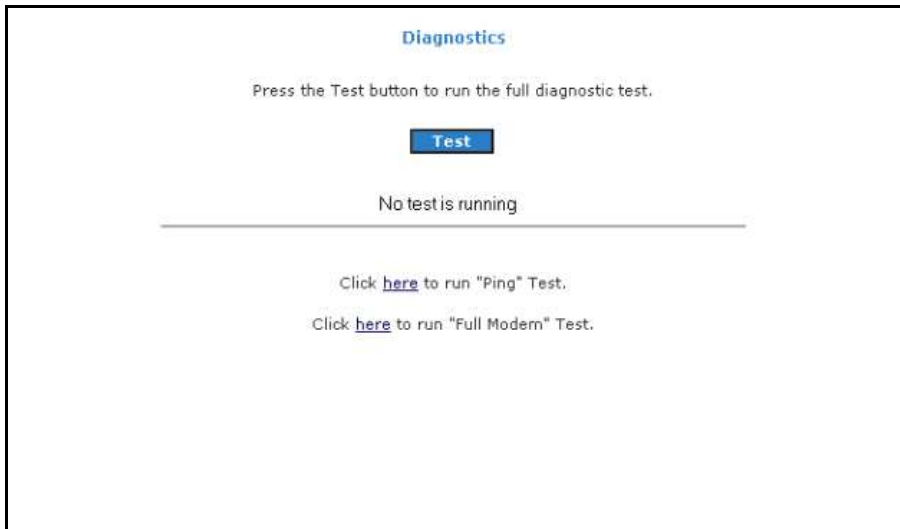 Diagnostics
Press the Test button to run the full diagnostic test.
Test
No test is running
Click here to run "Ping" Test.
Click here to run "Full Modem" Test.